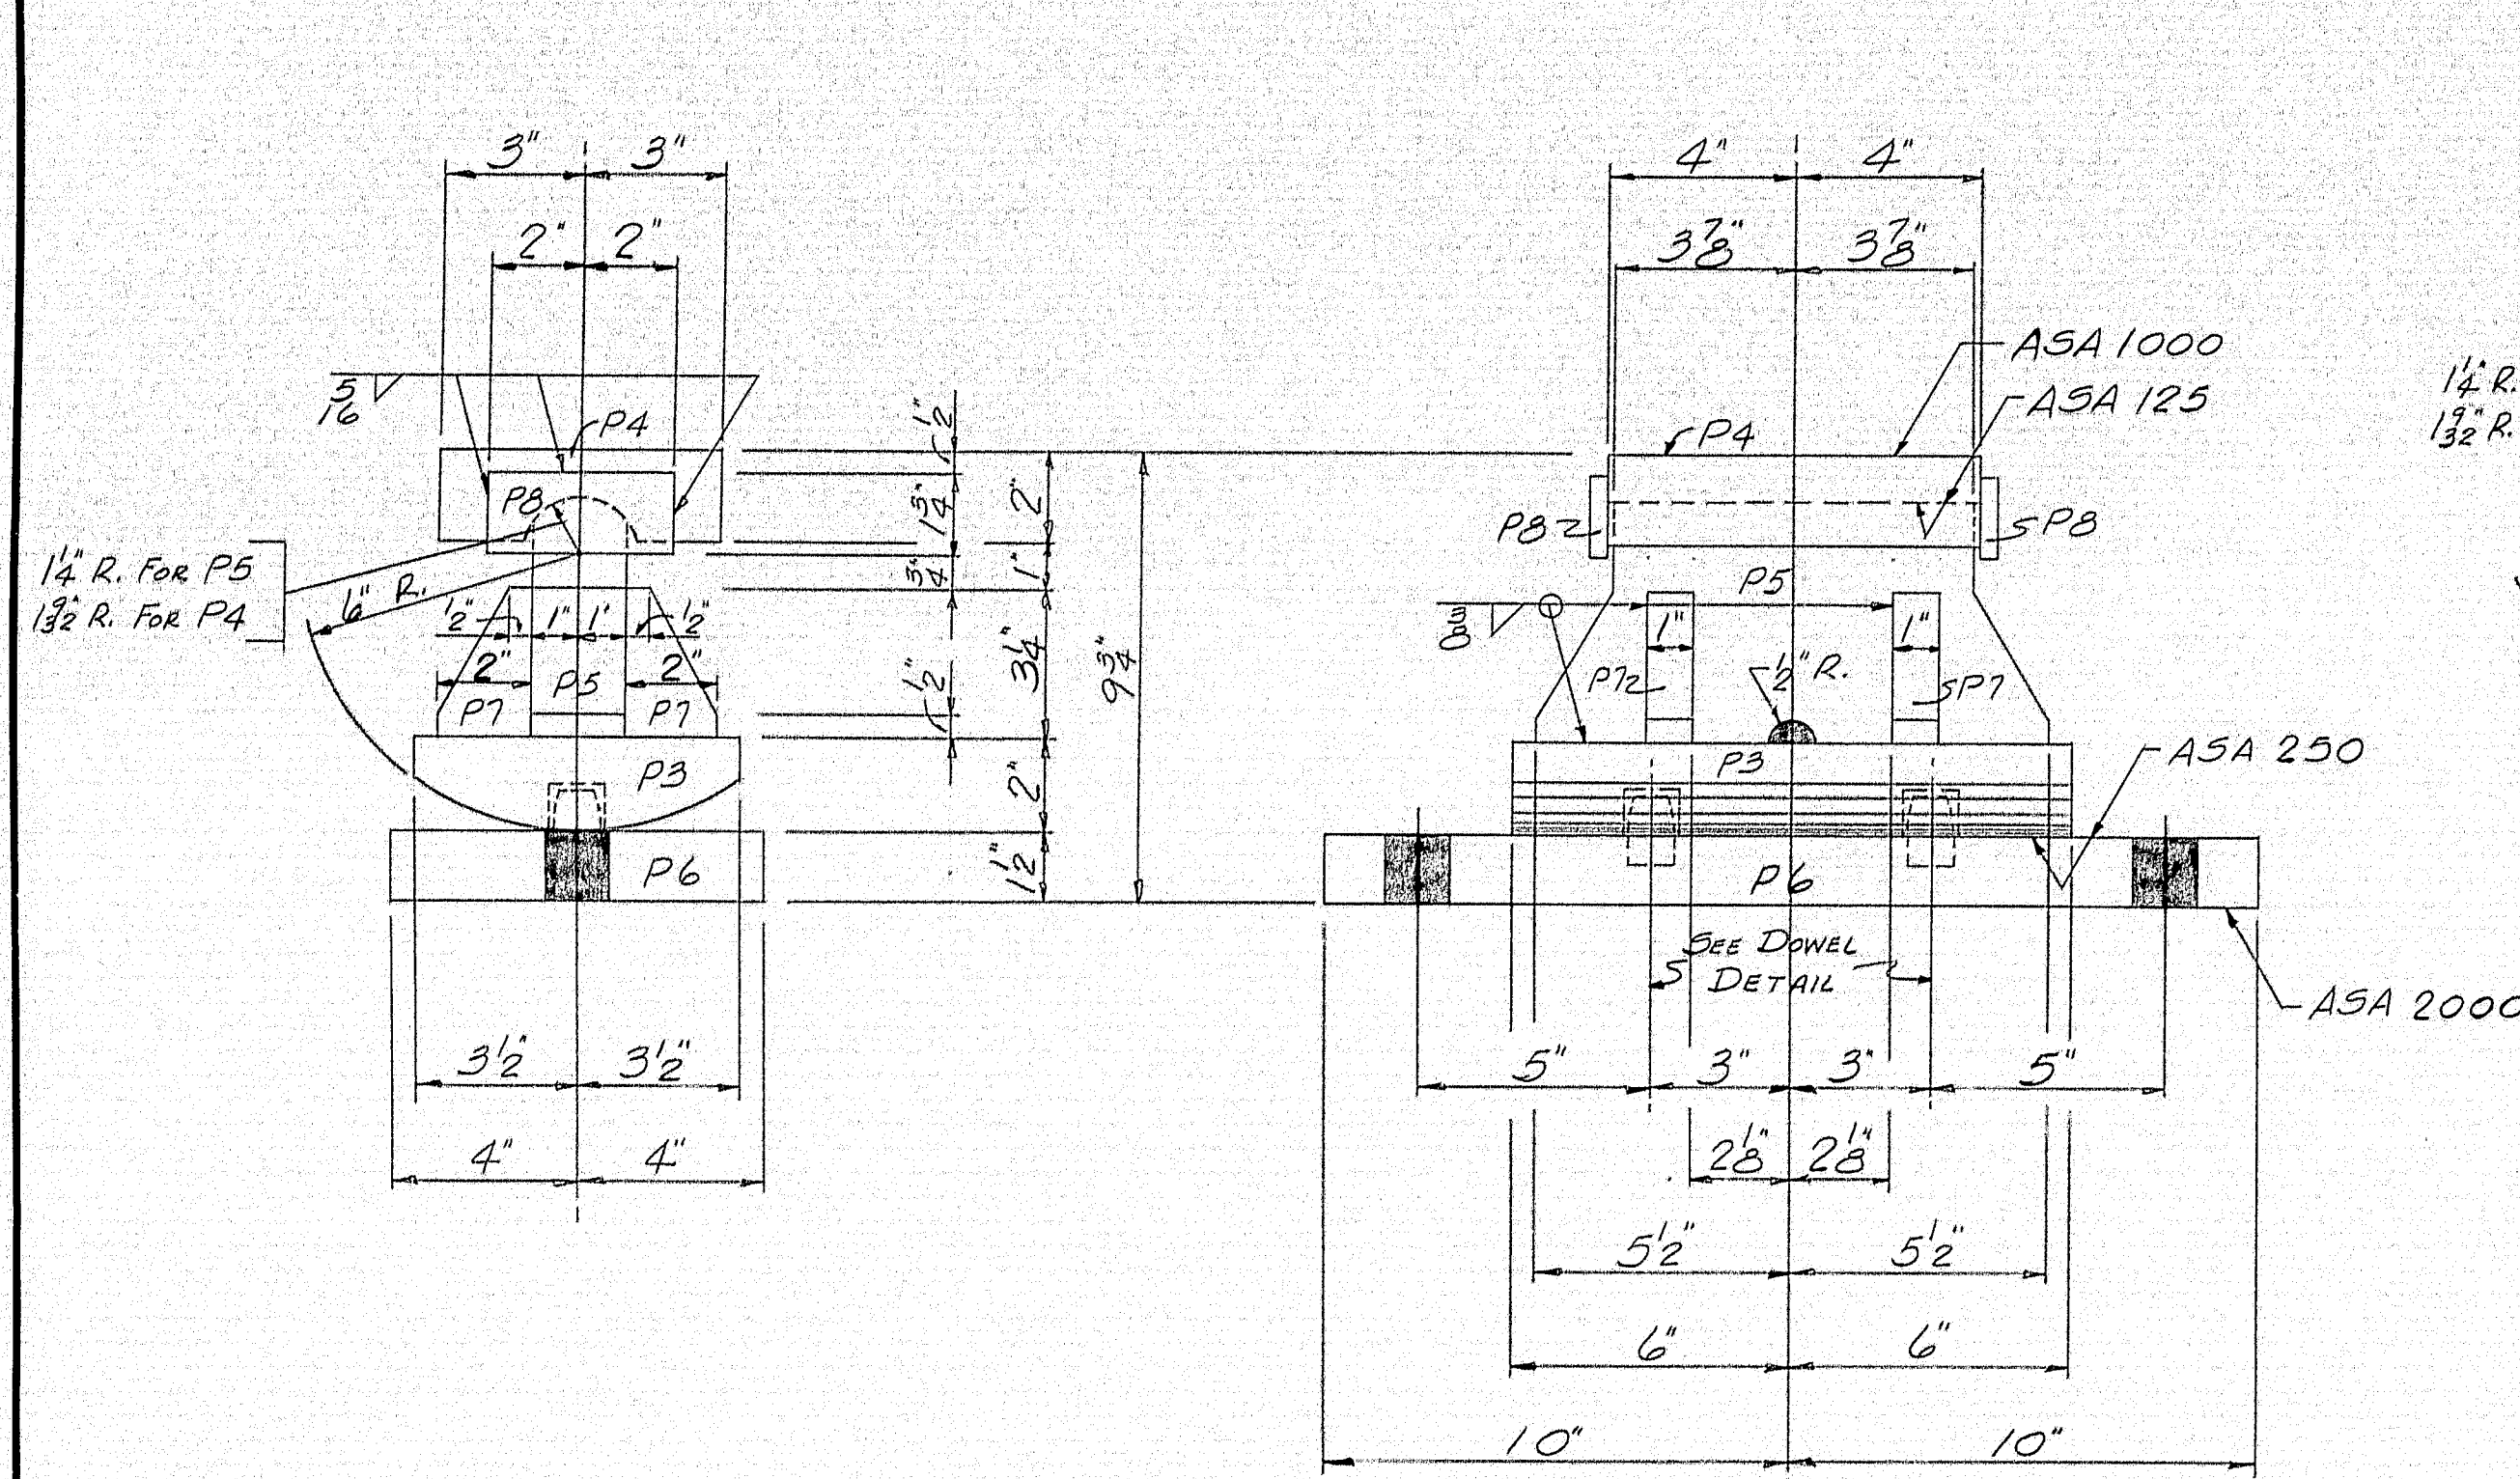 3" 3"
2" 2"
5/16
P4
P8
1 1/4" R. FOR P5
1 9/32" R. FOR P4
6" R.
1/2" 1" 1" 1/2"
2" 2"
P5
P7 P7
P3
P6
3 1/2" 3 1/2"
4" 4"
1/2"
1 3/4"
3/4"
1/2"
2"
1"
3 1/4"
2"
1 1/2"
9 3/4"
4" 4"
3 7/8" 3 7/8"
ASA 1000
ASA 125
P4
P8 P8
P5
3/8
1" 1"
P7 1/2" R. P7
P3
ASA 250
P6
SEE DOWEL
DETAIL
ASA 2000
5" 3" 3" 5"
2 1/8" 2 1/8"
5 1/2" 5 1/2"
6" 6"
10" 10"
1 1/4" R.
1 9/32" R.